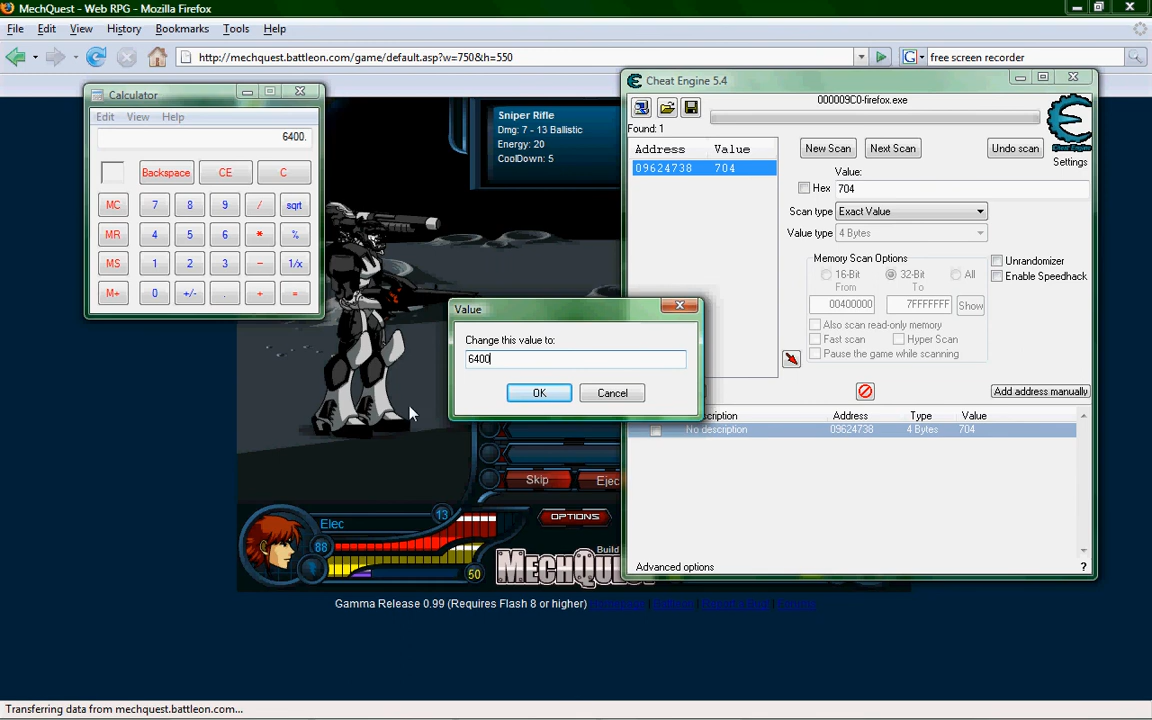 MechQuest - Web RPG - Mozilla Firefox
File Edit View History Bookmarks Tools Help
http://mechquest.battleon.com/game/default.asp?w=750&h=550
G free screen recorder
Calculator
Edit View Help
6400.
Backspace CE C
MC 7 8 9 / sqrt
MR 4 5 6 * %
MS 1 2 3 - 1/x
M+ 0 +/- . + =
Sniper Rifle
Dmg: 7 - 13 Ballistic
Energy: 20
CoolDown: 5
Cheat Engine 5.4
000009C0-firefox.exe
Found: 1
Address Value
09624738 704
New Scan Next Scan Undo scan
Settings
Value:
Hex 704
Scan type Exact Value
Value type 4 Bytes
Memory Scan Options
16-Bit 32-Bit All
From To
00400000 7FFFFFFF Show
Also scan read-only memory
Fast scan Hyper Scan
Pause the game while scanning
Unrandomizer
Enable Speedhack
Add address manually
cription Address Type Value
No description 09624738 4 Bytes 704
Advanced options ?
Value
Change this value to:
6400
OK Cancel
Skip Ejec
OPTIONS
Elec
13
88
50
Build
MECHQU
Gamma Release 0.99 (Requires Flash 8 or higher)
Transferring data from mechquest.battleon.com...